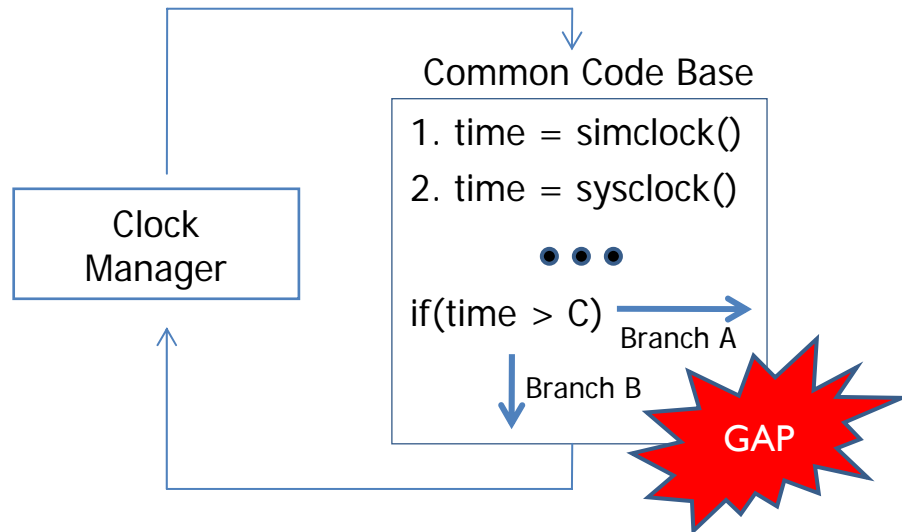 Common Code Base
1. time = simclock()
2. time = sysclock()
Clock
Manager
if(time > C)
Branch A
Branch B
GAP